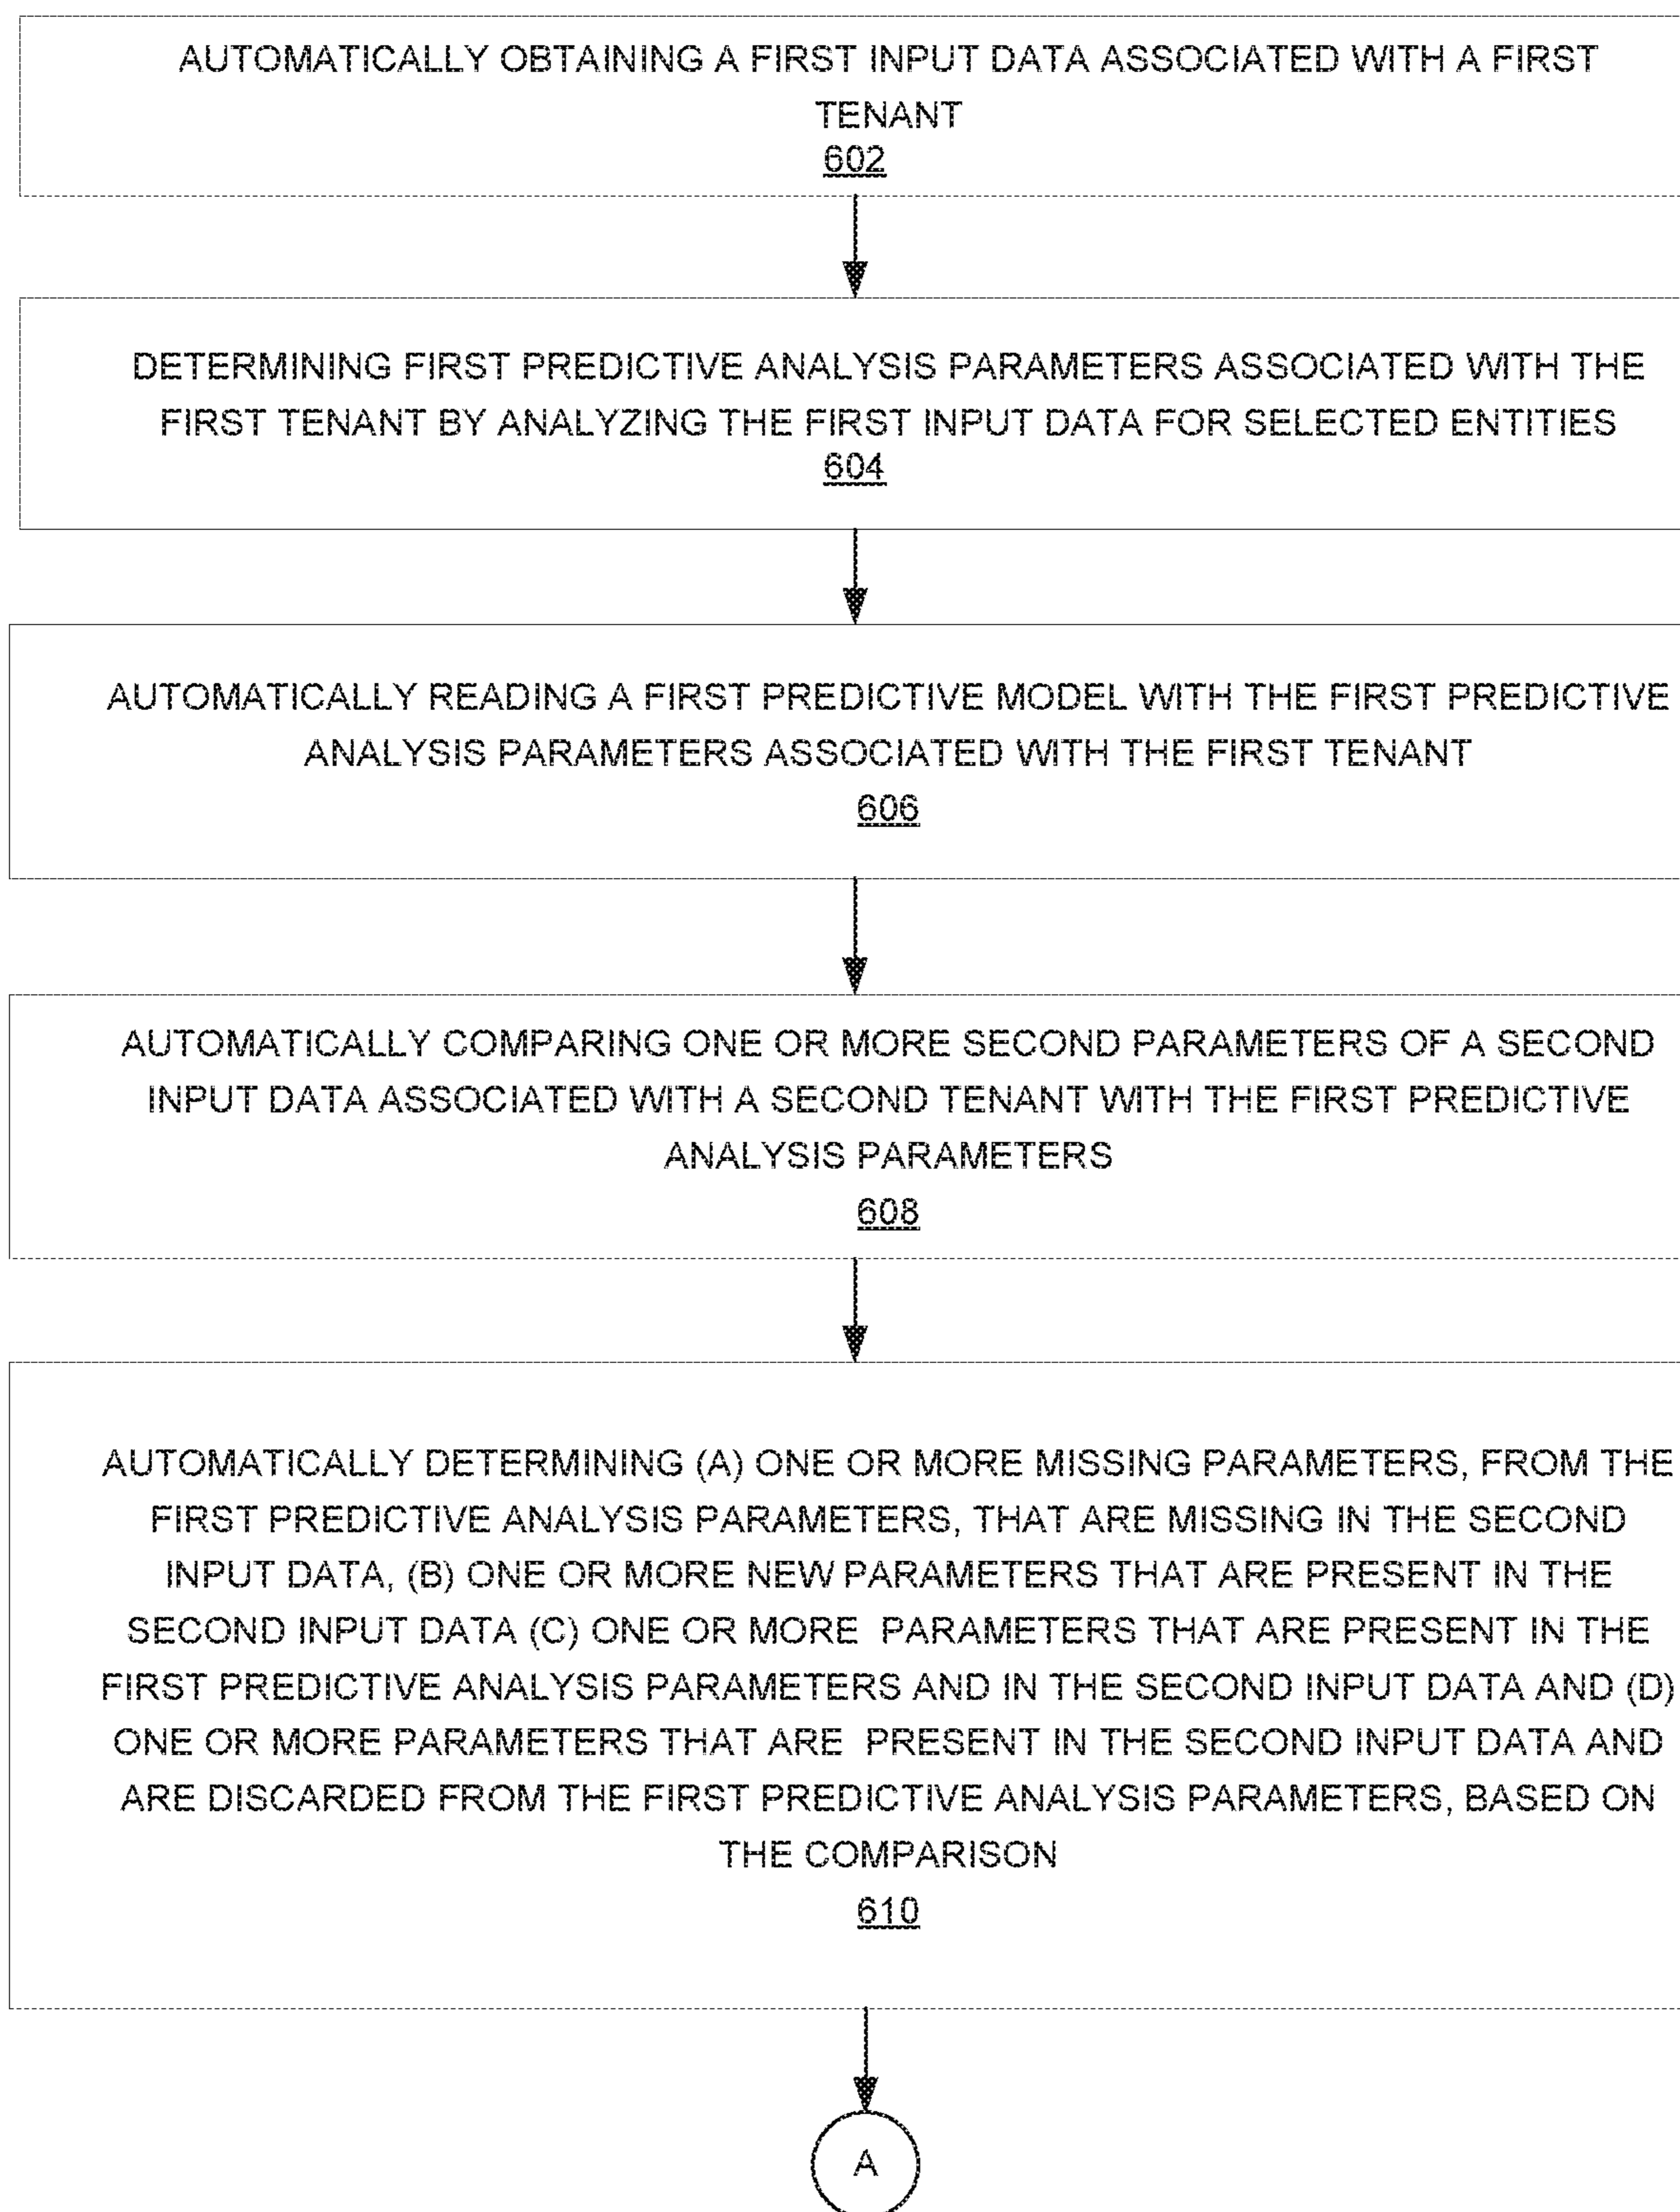 AUTOMATICALLY OBTAINING A FIRST INPUT DATA ASSOCIATED WITH A FIRST
TENANT
602
DETERMINING FIRST PREDICTIVE ANALYSIS PARAMETERS ASSOCIATED WITH THE
FIRST TENANT BY ANALYZING THE FIRST INPUT DATA FOR SELECTED ENTITIES
604
AUTOMATICALLY READING A FIRST PREDICTIVE MODEL WITH THE FIRST PREDICTIVE
ANALYSIS PARAMETERS ASSOCIATED WITH THE FIRST TENANT
606
AUTOMATICALLY COMPARING ONE OR MORE SECOND PARAMETERS OF A SECOND
INPUT DATA ASSOCIATED WITH A SECOND TENANT WITH THE FIRST PREDICTIVE
ANALYSIS PARAMETERS
608
AUTOMATICALLY DETERMINING (A) ONE OR MORE MISSING PARAMETERS, FROM THE
FIRST PREDICTIVE ANALYSIS PARAMETERS, THAT ARE MISSING IN THE SECOND
INPUT DATA, (B) ONE OR MORE NEW PARAMETERS THAT ARE PRESENT IN THE
SECOND INPUT DATA (C) ONE OR MORE PARAMETERS THAT ARE PRESENT IN THE
FIRST PREDICTIVE ANALYSIS PARAMETERS AND IN THE SECOND INPUT DATA AND (D)
ONE OR MORE PARAMETERS THAT ARE PRESENT IN THE SECOND INPUT DATA AND
ARE DISCARDED FROM THE FIRST PREDICTIVE ANALYSIS PARAMETERS, BASED ON
THE COMPARISON
610
A